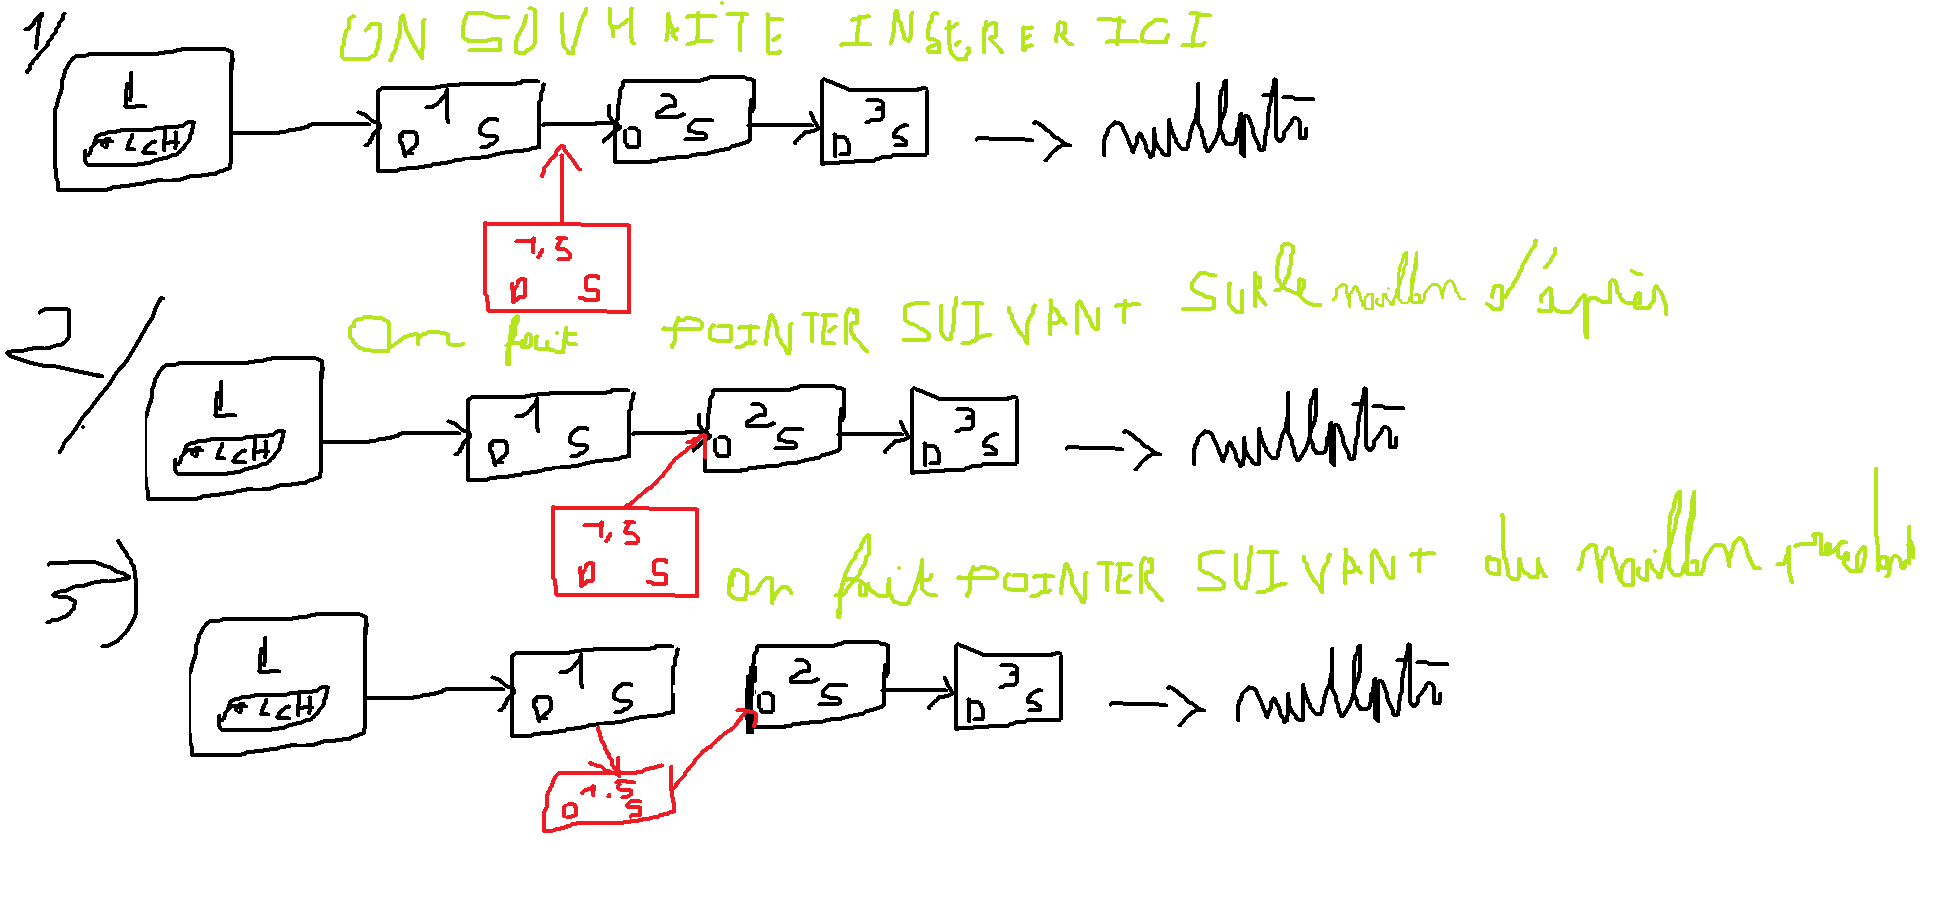 1/ ON SOUHAITE INSERER ICI
L 1 2 3
* LCH D S D S D S → nullptr
1,5
D S
2/ On fait POINTER SUIVANT SUR le maillon d'après
L 1 2 3
* LCH D S D S D S → nullptr
1,5
D S
3) on fait POINTER SUIVANT du maillon precedent
L 1 2 3
* LCH D S D S D S → nullptr
1.5
D S